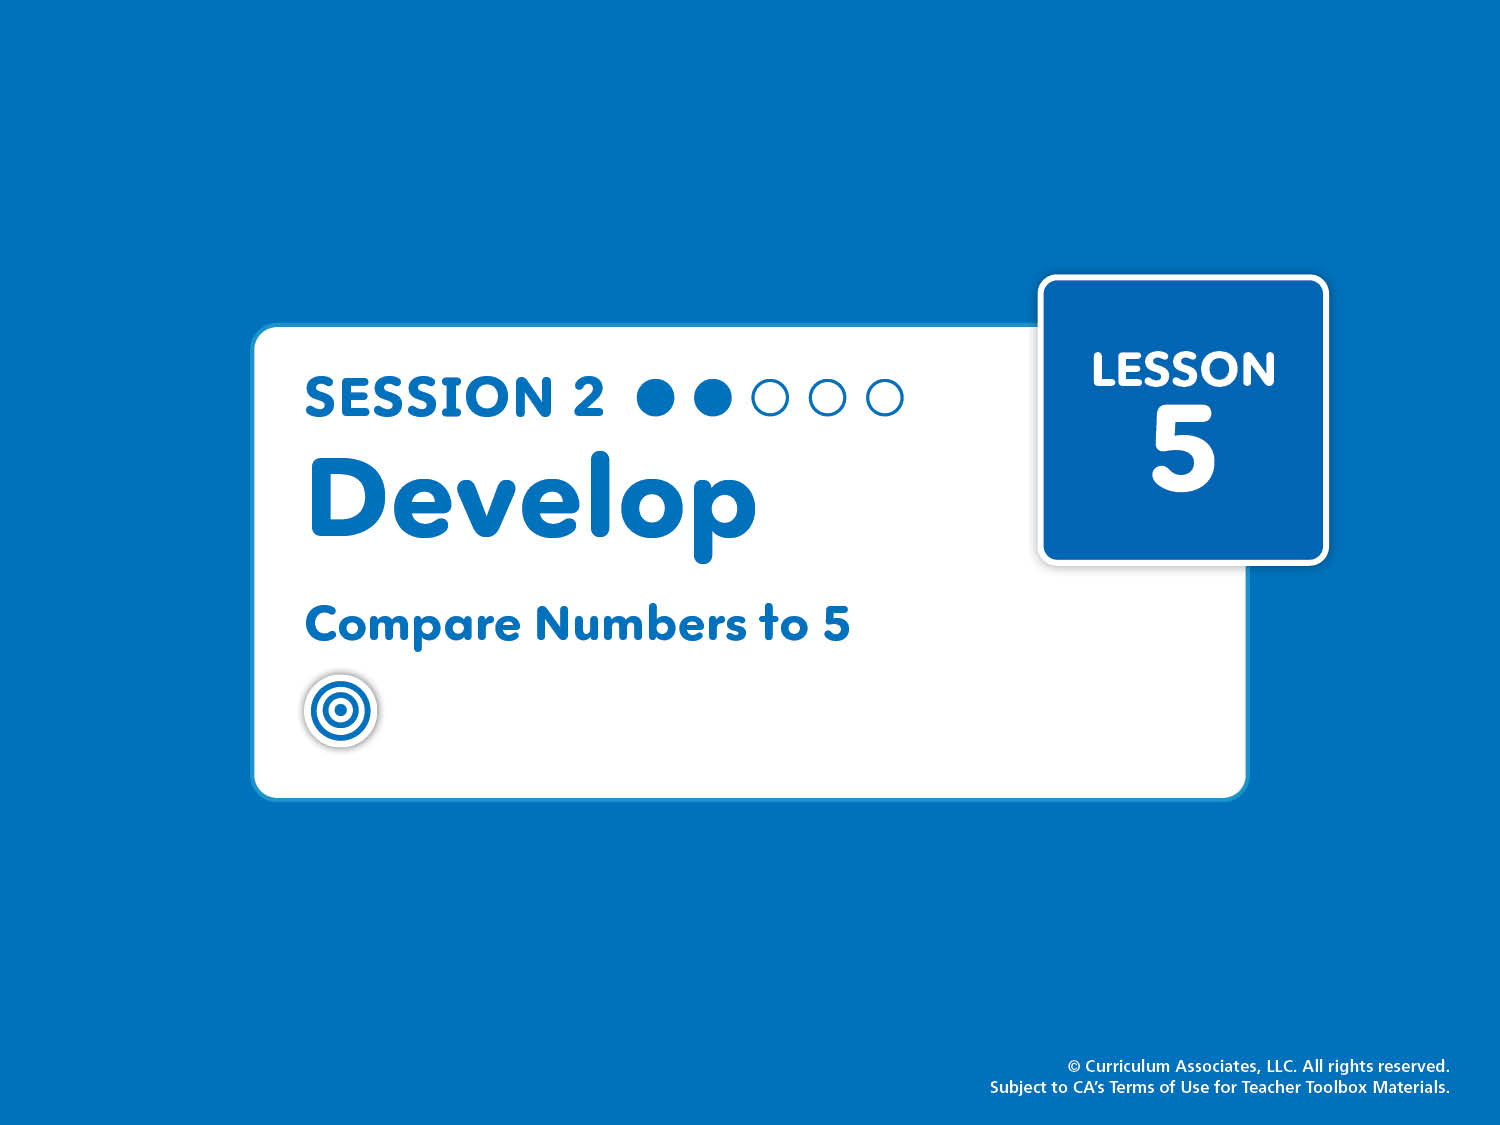 LESSON
5
SESSION 2
Develop
Compare Numbers to 5
© Curriculum Associates, LLC. All rights reserved.
Subject to CA’s Terms of Use for Teacher Toolbox Materials.